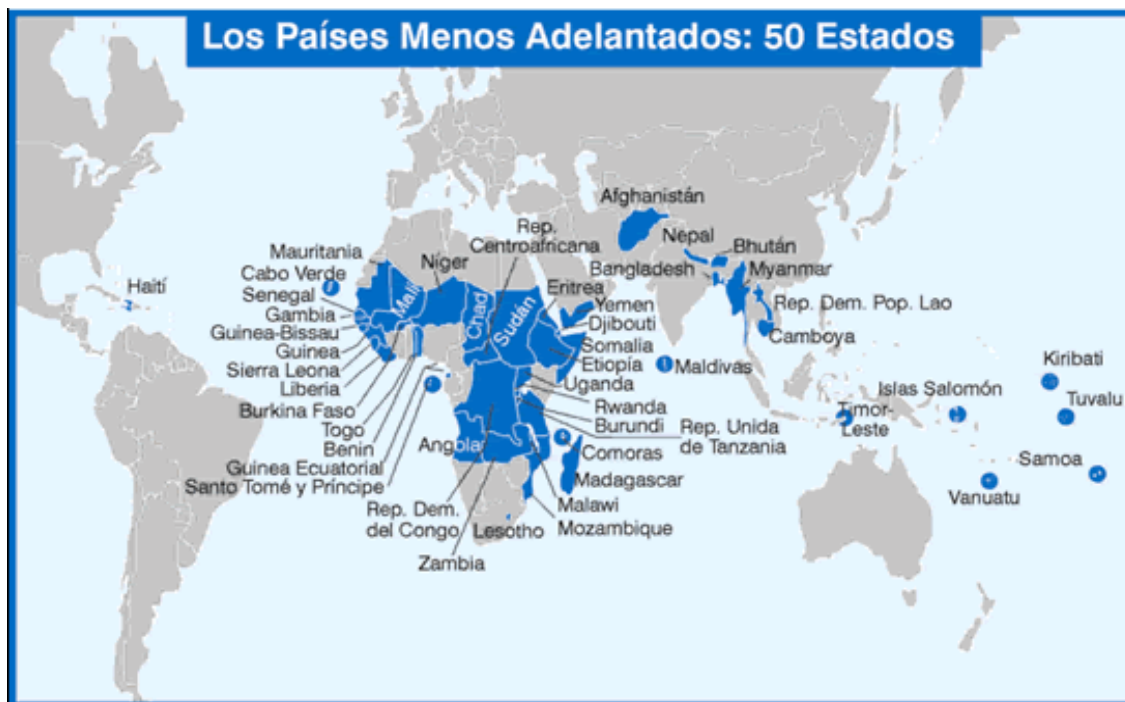 Los Países Menos Adelantados: 50 Estados
Afghanistán
Rep.
Centroafricana
Nepal
Bhután
Mauritania
Níger
Bangladesh
Myanmar
Cabo Verde
Haití
Senegal
Malí
Chad
Sudán
Eritrea
Yemen
Rep. Dem. Pop. Lao
Gambia
Djibouti
Guinea-Bissau
Camboya
Guinea
Somalia
Sierra Leona
Etiopía
Maldivas
Kiribati
Liberia
Uganda
Islas Salomón
Tuvalu
Burkina Faso
Rwanda
Timor-
Leste
Togo
Burundi
Rep. Unida
de Tanzania
Benin
Angola
Comoras
Guinea Ecuatorial
Samoa
Santo Tomé y Príncipe
Madagascar
Vanuatu
Rep. Dem.
del Congo
Malawi
Lesotho
Mozambique
Zambia